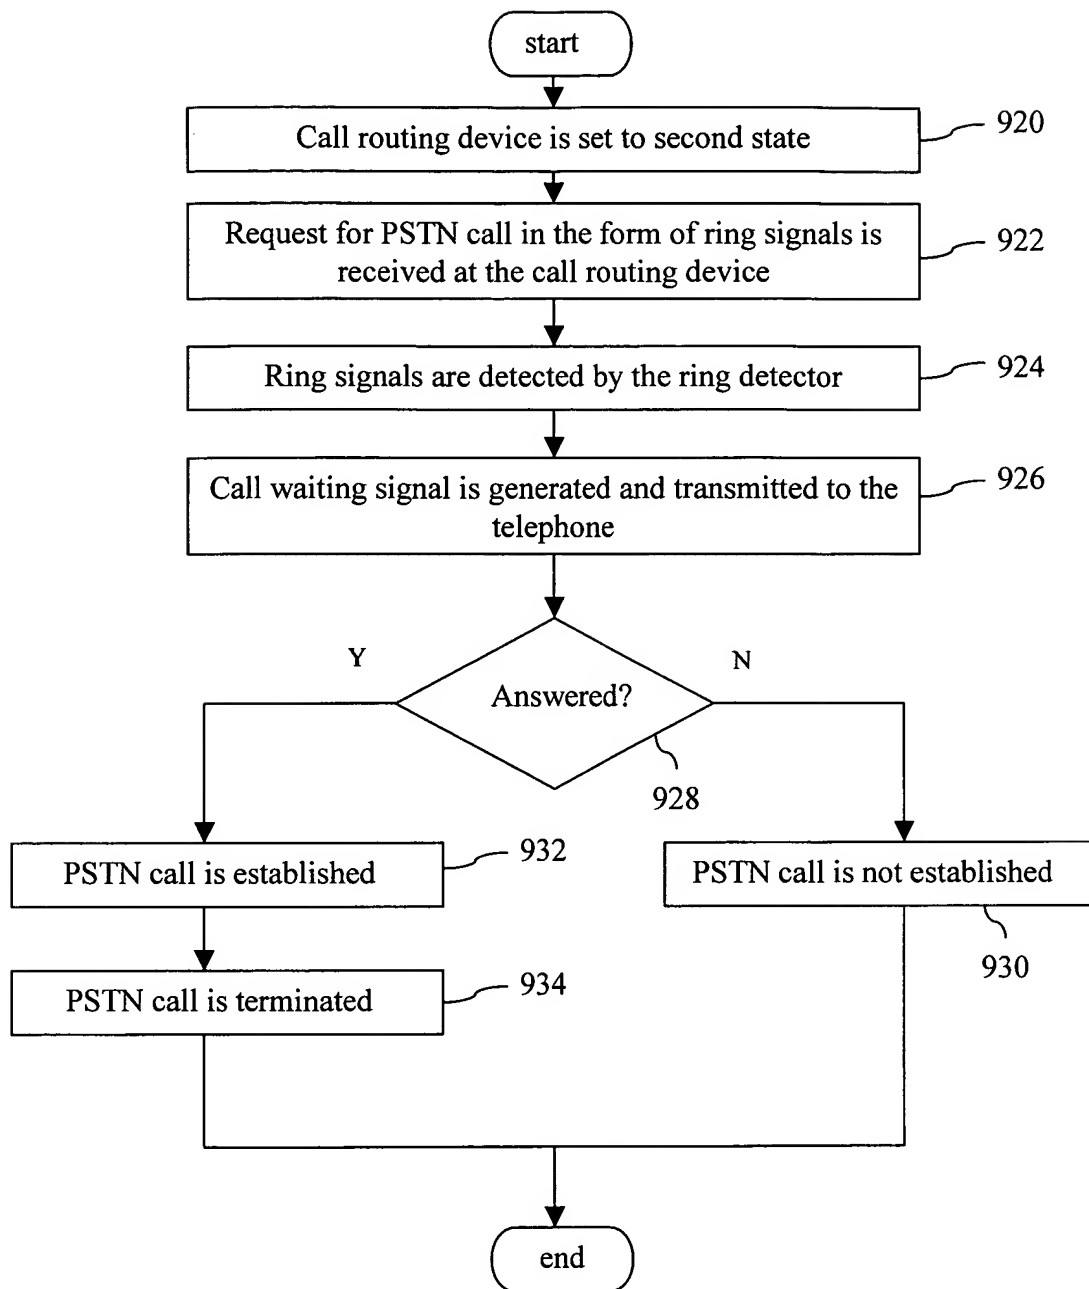 start
Call routing device is set to second state
920
Request for PSTN call in the form of ring signals is
received at the call routing device
922
Ring signals are detected by the ring detector
924
Call waiting signal is generated and transmitted to the
telephone
926
Y
N
Answered?
928
PSTN call is established
932
PSTN call is not established
930
PSTN call is terminated
934
end